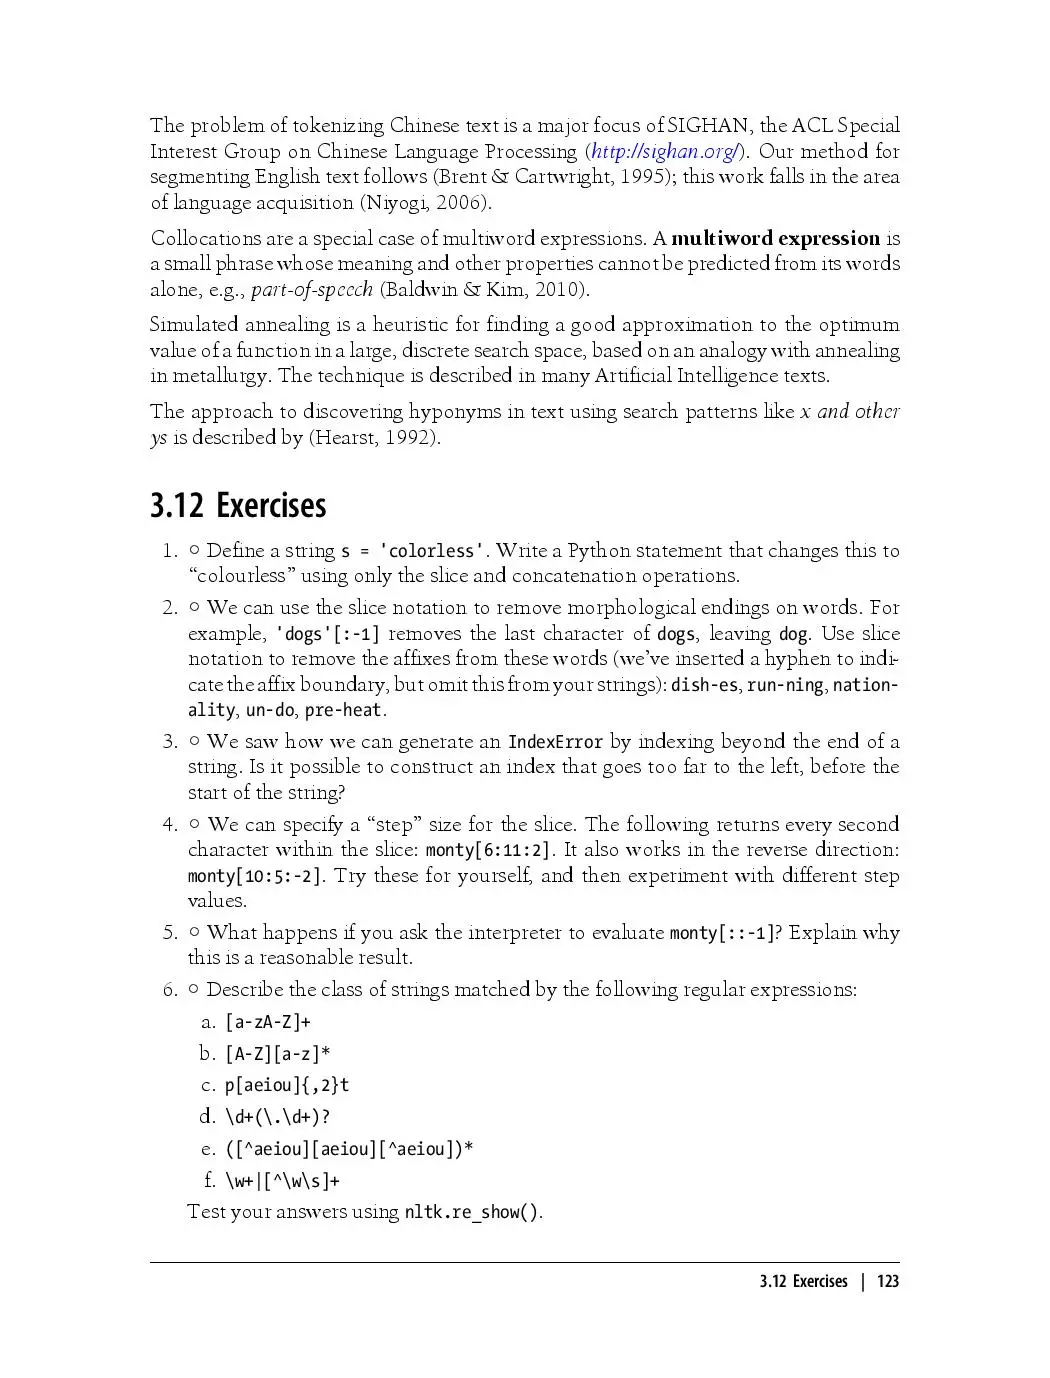 The problem of tokenizing Chinese text is a major focus of SIGHAN, the ACL Special
Interest Group on Chinese Language Processing (http://sighan.org/). Our method for
segmenting English text follows (Brent & Cartwright, 1995); this work falls in the area
of language acquisition (Niyogi, 2006).
Collocations are a special case of multiword expressions. A multiword expression is
a small phrase whose meaning and other properties cannot be predicted from its words
alone, e.g., part-of-speech (Baldwin & Kim, 2010).
Simulated annealing is a heuristic for finding a good approximation to the optimum
value of a function in a large, discrete search space, based on an analogy with annealing
in metallurgy. The technique is described in many Artificial Intelligence texts.
The approach to discovering hyponyms in text using search patterns like x and other
ys is described by (Hearst, 1992).
3.12 Exercises
1. ○ Define a string s = 'colorless'. Write a Python statement that changes this to
“colourless” using only the slice and concatenation operations.
2. ○ We can use the slice notation to remove morphological endings on words. For
example, 'dogs'[:-1] removes the last character of dogs, leaving dog. Use slice
notation to remove the affixes from these words (we’ve inserted a hyphen to indi-
cate the affix boundary, but omit this from your strings): dish-es, run-ning, nation-
ality, un-do, pre-heat.
3. ○ We saw how we can generate an IndexError by indexing beyond the end of a
string. Is it possible to construct an index that goes too far to the left, before the
start of the string?
4. ○ We can specify a “step” size for the slice. The following returns every second
character within the slice: monty[6:11:2]. It also works in the reverse direction:
monty[10:5:-2]. Try these for yourself, and then experiment with different step
values.
5. ○ What happens if you ask the interpreter to evaluate monty[::-1]? Explain why
this is a reasonable result.
6. ○ Describe the class of strings matched by the following regular expressions:
a. [a-zA-Z]+
b. [A-Z][a-z]*
c. p[aeiou]{,2}t
d. \d+(\.\d+)?
e. ([^aeiou][aeiou][^aeiou])*
f. \w+|[^\w\s]+
Test your answers using nltk.re_show().
3.12 Exercises | 123